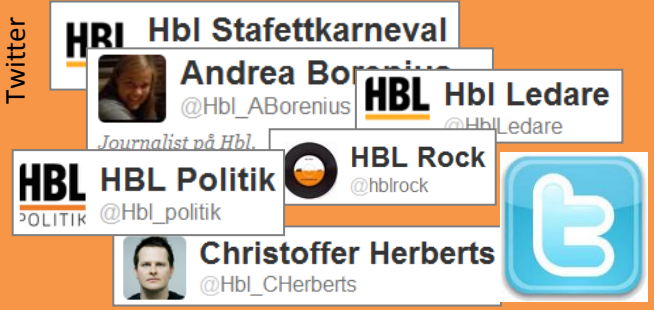 Twitter
HBL Hbl Stafettkarneval
Andrea Borenius
@Hbl_ABorenius
Journalist på Hbl.
HBL Hbl Ledare
@HblLedare
HBL Rock
@hblrock
HBL HBL Politik
POLITIK @Hbl_politik
Christoffer Herberts
@Hbl_CHerberts
t